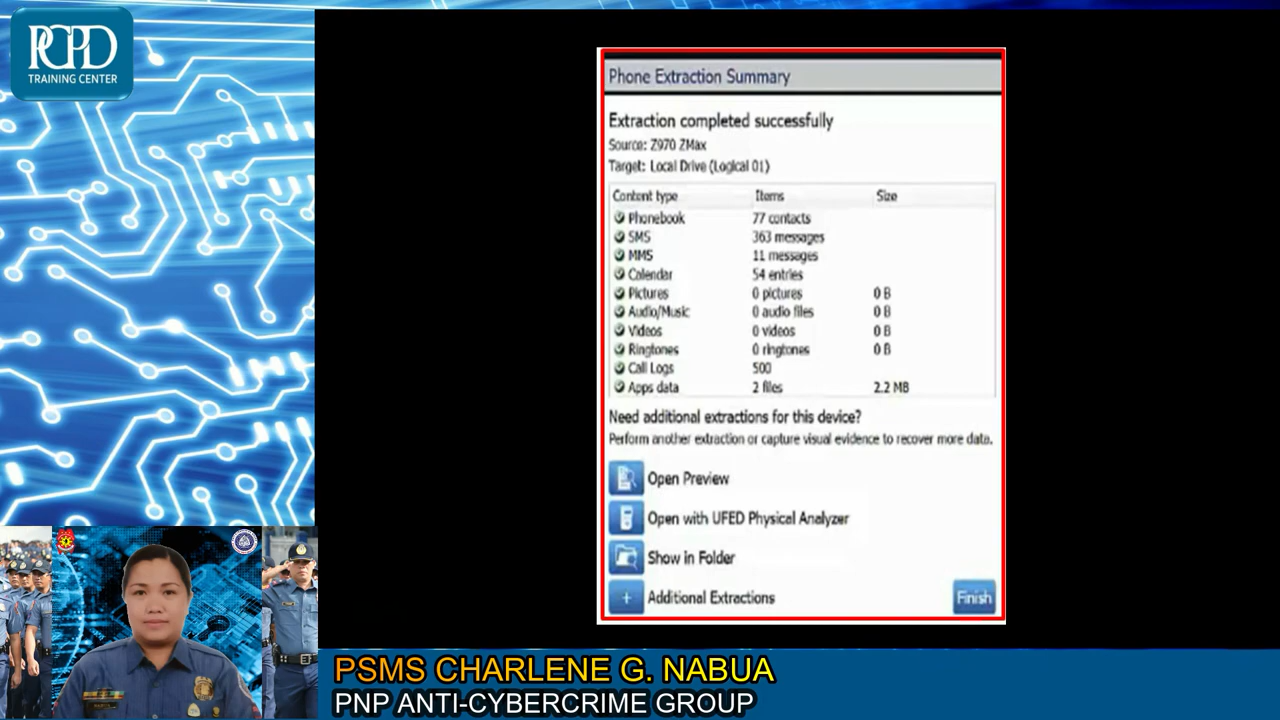 PCPD
TRAINING CENTER
Phone Extraction Summary
Extraction completed successfully
Source: Z970 ZMax
Target: Local Drive (Logical 01)
Content type Items Size
Phonebook 77 contacts
SMS 363 messages
MMS 11 messages
Calendar 54 entries
Pictures 0 pictures 0 B
Audio/Music 0 audio files 0 B
Videos 0 videos 0 B
Ringtones 0 ringtones 0 B
Call Logs 500
Apps data 2 files 2.2 MB
Need additional extractions for this device?
Perform another extraction or capture visual evidence to recover more data.
Open Preview
Open with UFED Physical Analyzer
Show in Folder
Additional Extractions
Finish
PSMS CHARLENE G. NABUA
PNP ANTI-CYBERCRIME GROUP